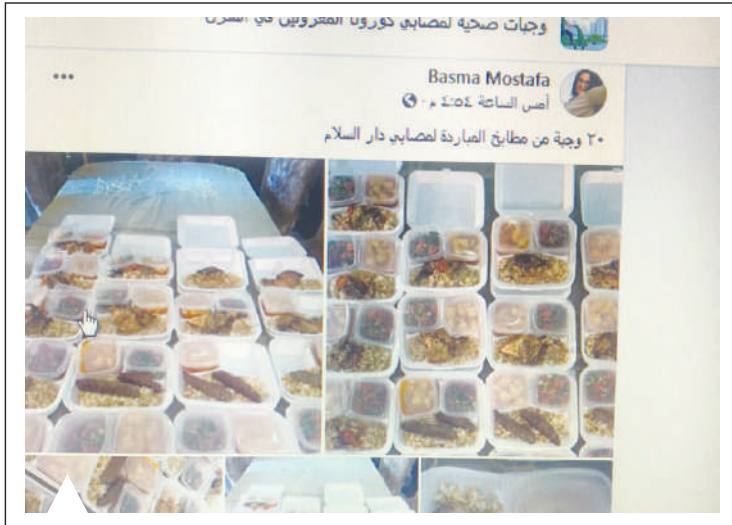 وجبات صحية لمصابي كورونا المعزولين في المنزل
Basma Mostafa
أمس الساعة ٤:٥٤ م ·
٢٠ وجبة من مطابخ المبادرة لمصابي دار السلام